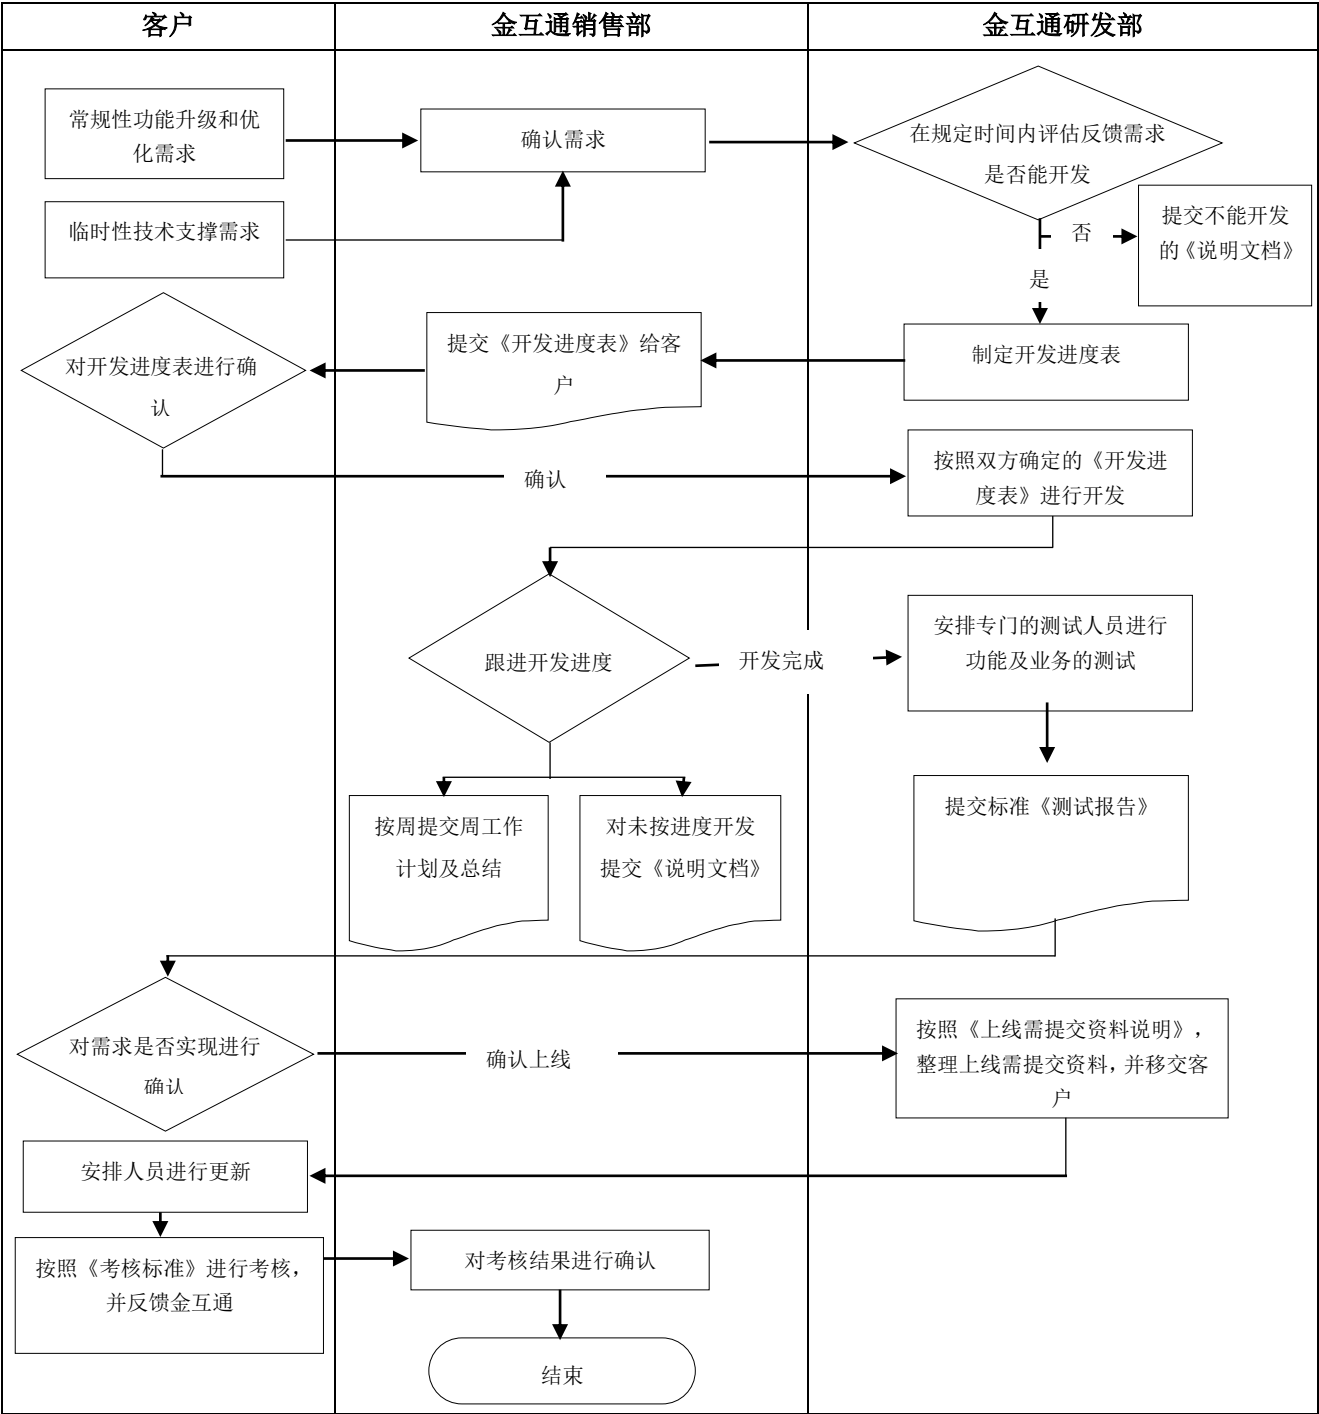 客户
金互通销售部
金互通研发部
常规性功能升级和优
化需求
确认需求
在规定时间内评估反馈需求
是否能开发
临时性技术支撑需求
否
提交不能开发
的《说明文档》
是
对开发进度表进行确
认
提交《开发进度表》给客
户
制定开发进度表
确认
按照双方确定的《开发进
度表》进行开发
跟进开发进度
开发完成
安排专门的测试人员进行
功能及业务的测试
按周提交周工作
计划及总结
对未按进度开发
提交《说明文档》
提交标准《测试报告》
对需求是否实现进行
确认
确认上线
按照《上线需提交资料说明》，
整理上线需提交资料，并移交客
户
安排人员进行更新
按照《考核标准》进行考核，
并反馈金互通
对考核结果进行确认
结束